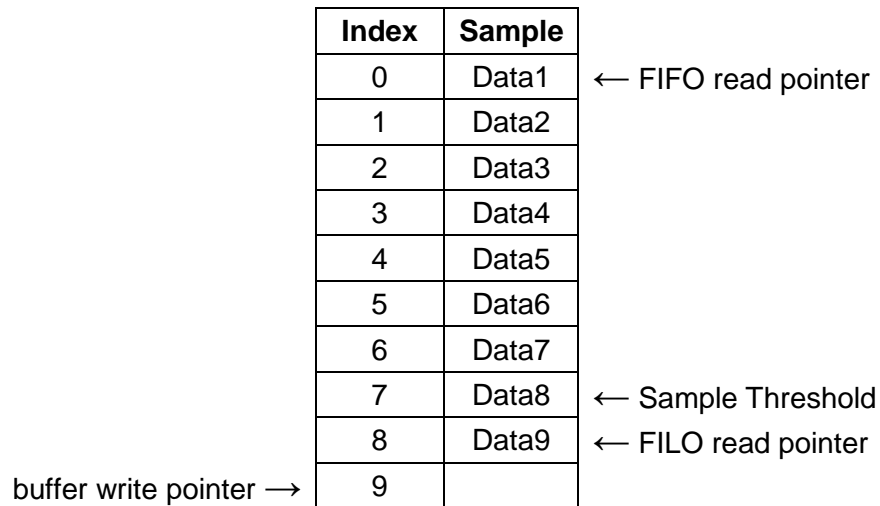 Index Sample
0 Data1 ← FIFO read pointer
1 Data2
2 Data3
3 Data4
4 Data5
5 Data6
6 Data7
7 Data8 ← Sample Threshold
8 Data9 ← FILO read pointer
buffer write pointer → 9